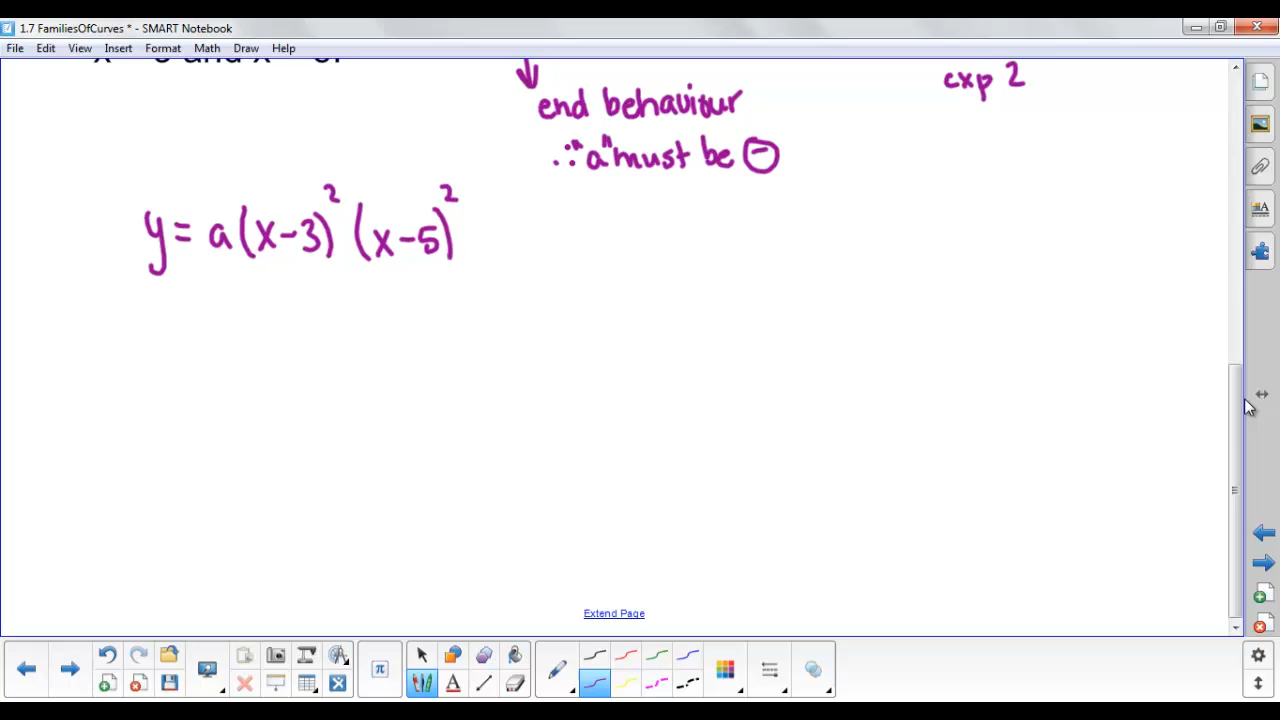 1.7 FamiliesOfCurves * - SMART Notebook
File Edit View Insert Format Math Draw Help
exp 2
end behaviour
∴ "a" must be ⊖
y = a(x-3)² (x-5)²
Extend Page